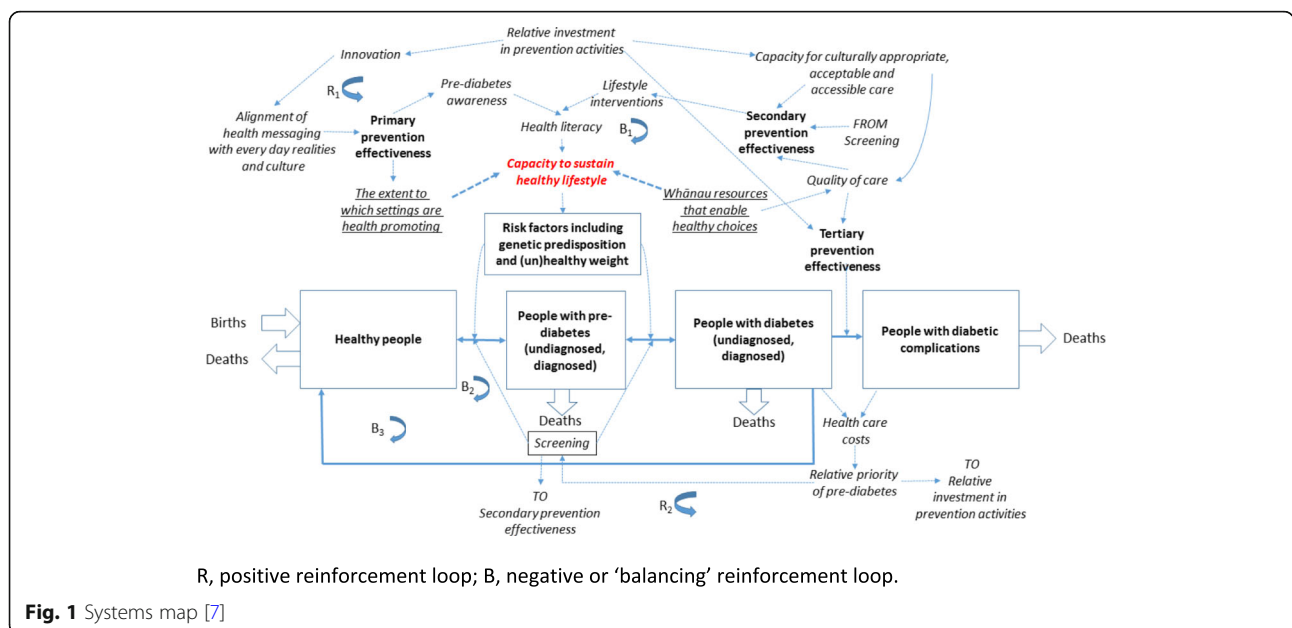 Relative investment
in prevention activities
Innovation
Capacity for culturally appropriate,
acceptable and
accessible care
R1
Pre-diabetes
awareness
Lifestyle
interventions
Alignment of
health messaging
with every day realities
and culture
Primary
prevention
effectiveness
Health literacy
B1
Secondary
prevention
effectiveness
FROM
Screening
Capacity to sustain
healthy lifestyle
Quality of care
The extent to
which settings are
health promoting
Whānau resources
that enable
healthy choices
Risk factors including
genetic predisposition
and (un)healthy weight
Tertiary
prevention
effectiveness
Births
Deaths
Healthy people
People with pre-
diabetes
(undiagnosed,
diagnosed)
People with diabetes
(undiagnosed,
diagnosed)
People with diabetic
complications
Deaths
B2
Deaths
Deaths
B3
Screening
Health care
costs
TO
Secondary prevention
effectiveness
R2
Relative priority
of pre-diabetes
TO
Relative
investment in
prevention activities
R, positive reinforcement loop; B, negative or ‘balancing’ reinforcement loop.
Fig. 1 Systems map [7]